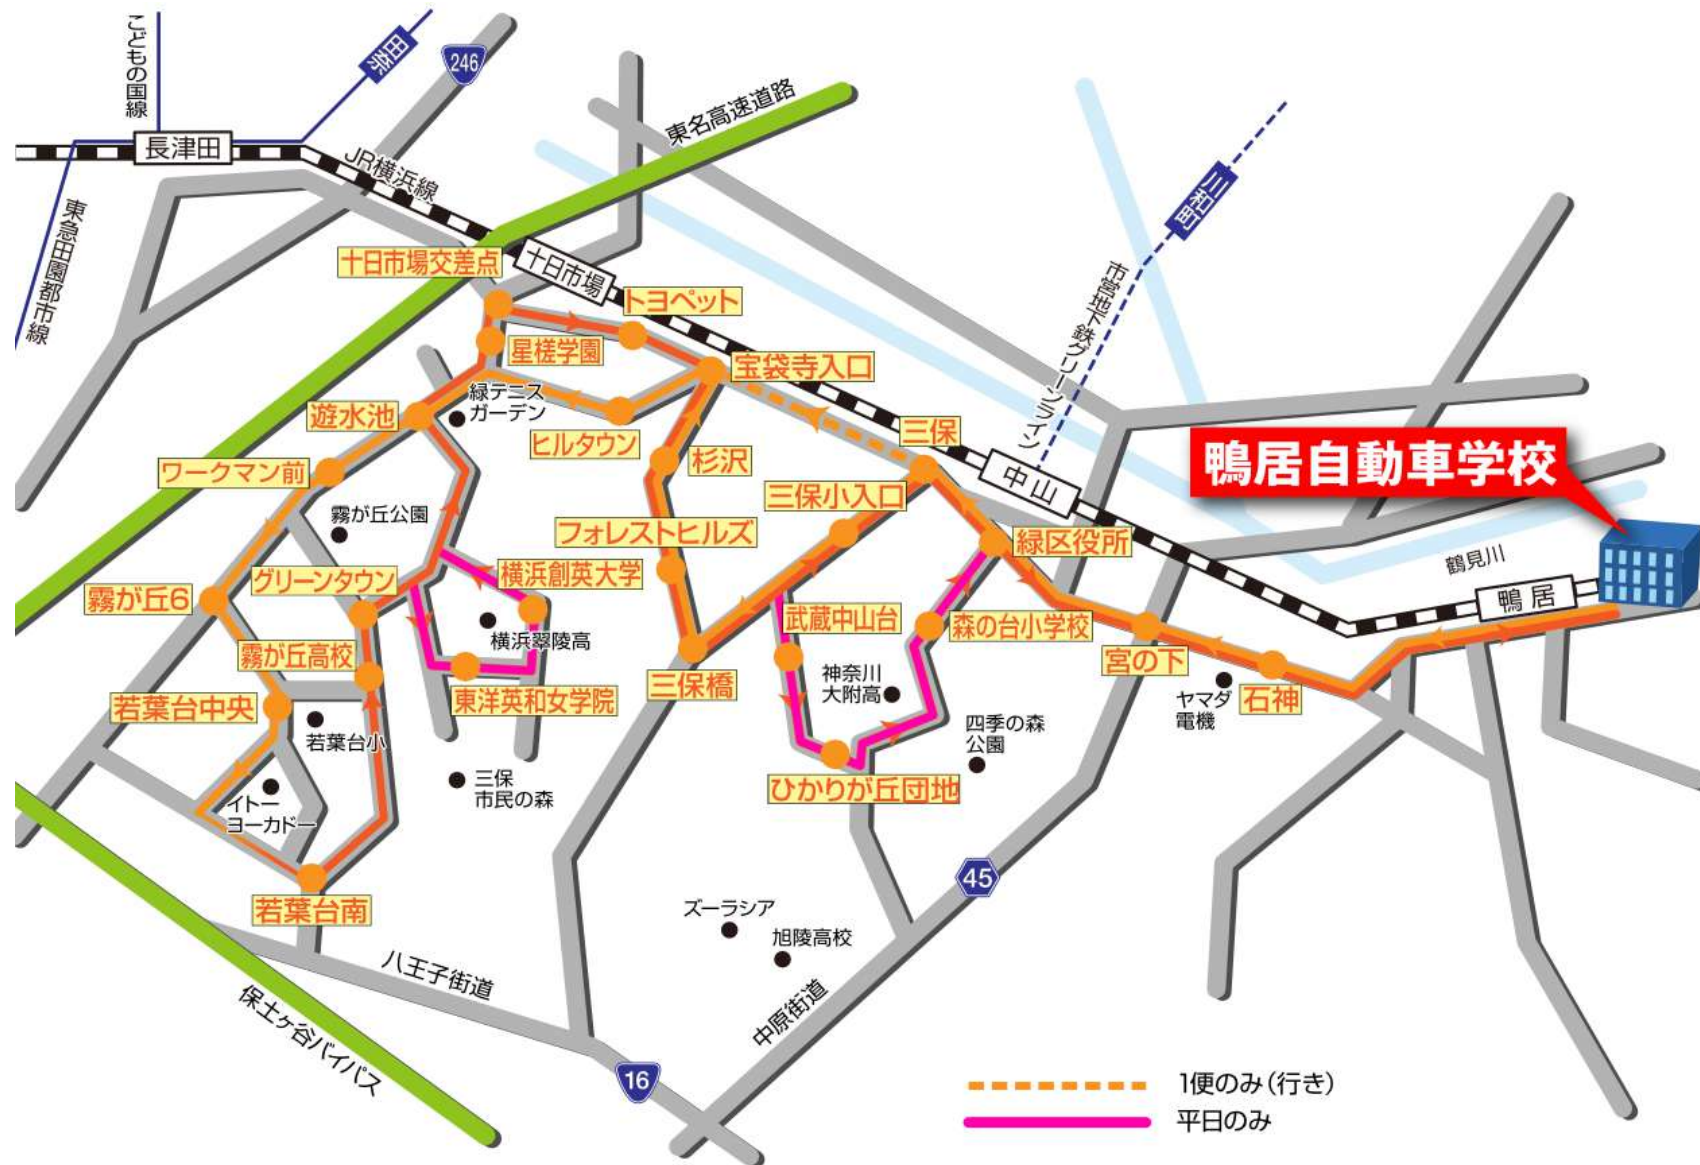 こどもの国線
田奈
246
東名高速道路
長津田
JR横浜線
東急田園都市線
川和町
市営地下鉄グリーンライン
十日市場交差点
十日市場
トヨペット
星槎学園
宝袋寺入口
緑テニス
ガーデン
遊水池
ヒルタウン
三保
杉沢
中山
鴨居自動車学校
ワークマン前
三保小入口
霧が丘公園
フォレストヒルズ
緑区役所
鶴見川
グリーンタウン
横浜創英大学
霧が丘6
鴨居
武蔵中山台
森の台小学校
横浜翠陵高
霧が丘高校
宮の下
三保橋
神奈川
大附高
東洋英和女学院
ヤマダ
電機
石神
若葉台中央
若葉台小
四季の森
公園
三保
市民の森
ひかりが丘団地
イトー
ヨーカドー
45
若葉台南
ズーラシア
旭陵高校
八王子街道
保土ヶ谷バイパス
中原街道
16
1便のみ(行き)
平日のみ